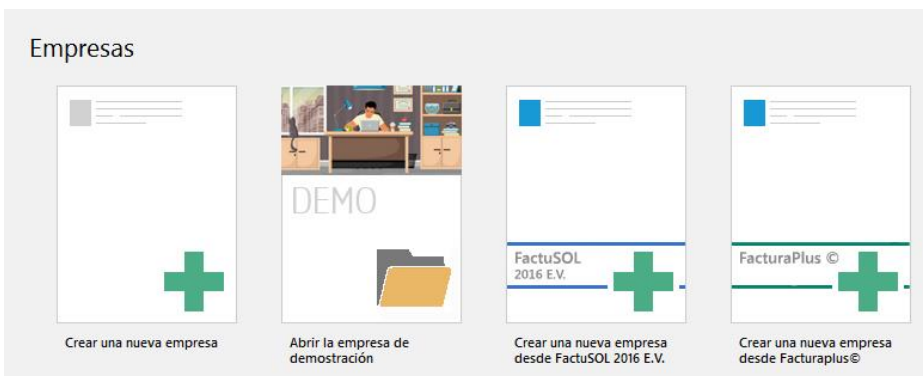 Empresas
DEMO
FactuSOL
2016 E.V.
FacturaPlus ©
Crear una nueva empresa
Abrir la empresa de
demostración
Crear una nueva empresa
desde FactuSOL 2016 E.V.
Crear una nueva empresa
desde Facturaplus©